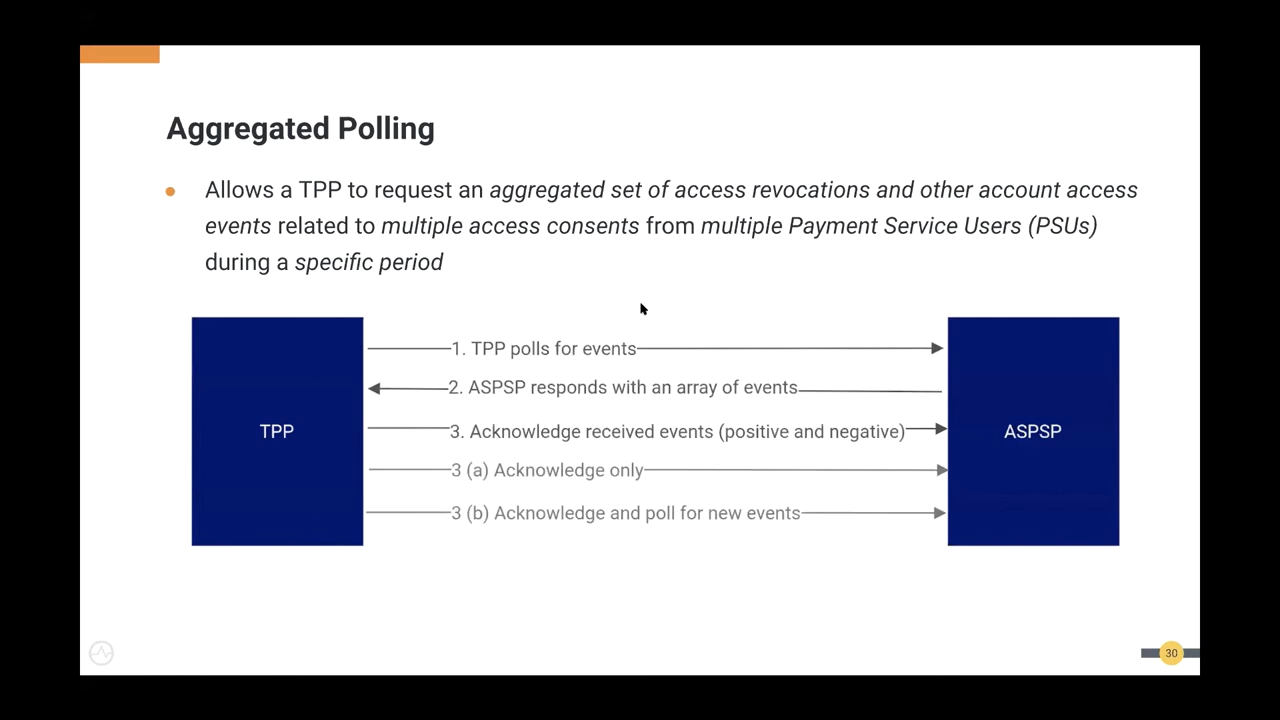 Aggregated Polling
Allows a TPP to request an aggregated set of access revocations and other account access
events related to multiple access consents from multiple Payment Service Users (PSUs)
during a specific period
1. TPP polls for events
2. ASPSP responds with an array of events
TPP
3. Acknowledge received events (positive and negative)
ASPSP
3 (a) Acknowledge only
3 (b) Acknowledge and poll for new events
30